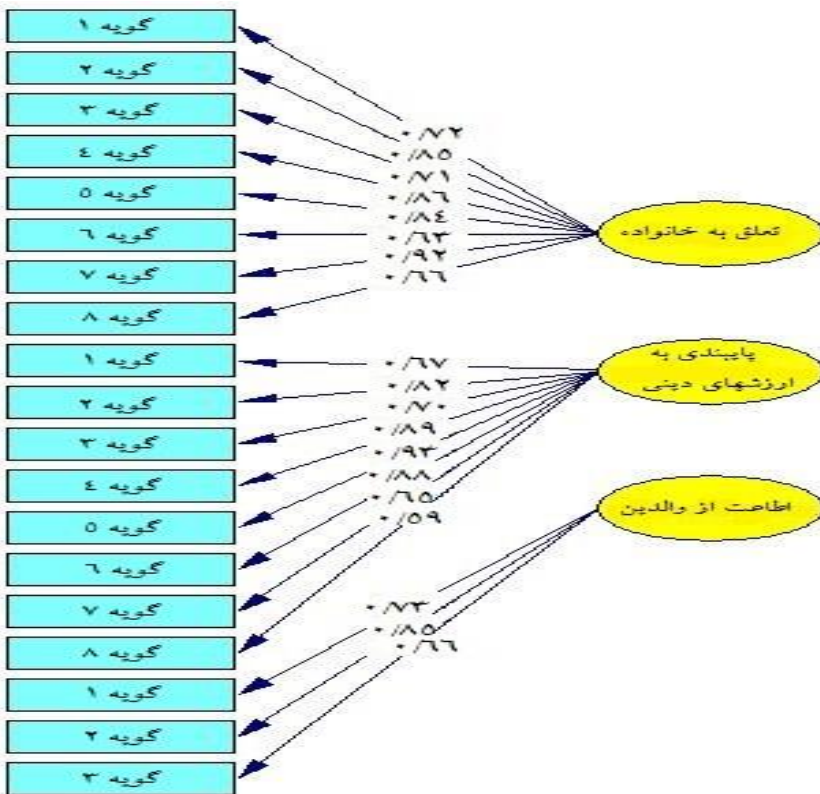 گویه ۱
گویه ۲
گویه ۳
گویه ٤
گویه ٥
گویه ٦
گویه ۷
گویه ۸
گویه ۱
گویه ۲
گویه ۳
گویه ٤
گویه ٥
گویه ٦
گویه ۷
گویه ۸
گویه ۱
گویه ۲
گویه ۳
۰/۷۲
۰/۸٥
۰/۷۱
۰/۸٦
۰/۸٤
۰/٦۳
۰/۹۲
۰/٦٦
۰/٦۷
۰/۸۲
۰/۷۰
۰/۸۹
۰/۹۳
۰/۸۸
۰/٦٥
۰/٥۹
۰/۷۳
۰/۸٥
۰/٦٦
تعلق به خانواده
پایبندی به
ارزشهای دینی
اطاعت از والدین